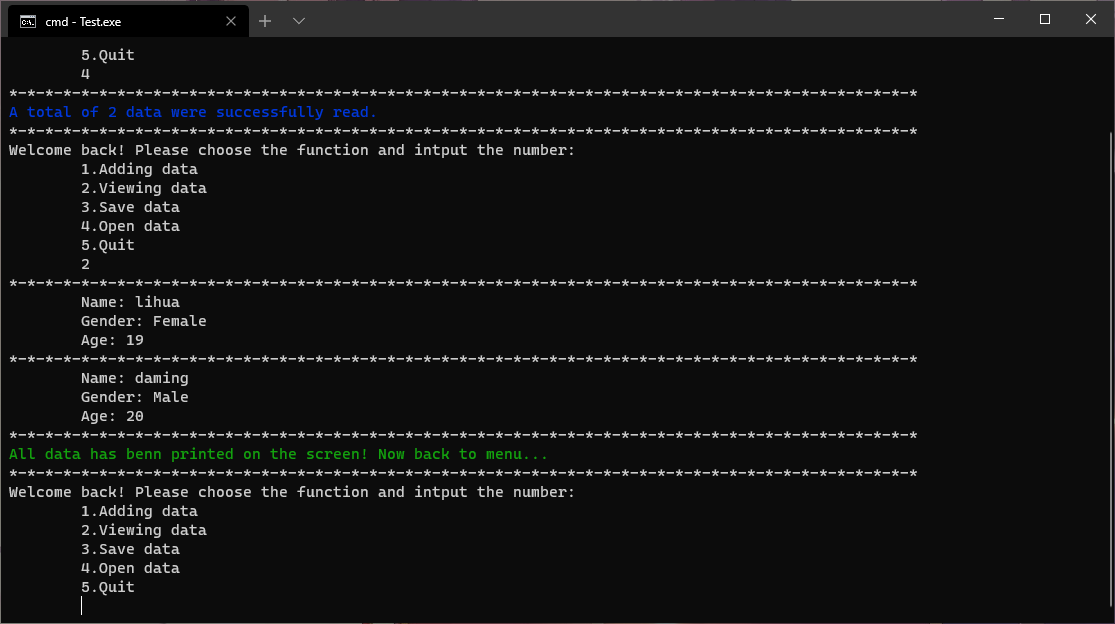 cmd - Test.exe
5.Quit
4
*-*-*-*-*-*-*-*-*-*-*-*-*-*-*-*-*-*-*-*-*-*-*-*-*-*-*-*-*-*-*-*-*-*-*-*-*-*-*-*-*-*-*-*-*-*-*-*-*-*-*
A total of 2 data were successfully read.
*-*-*-*-*-*-*-*-*-*-*-*-*-*-*-*-*-*-*-*-*-*-*-*-*-*-*-*-*-*-*-*-*-*-*-*-*-*-*-*-*-*-*-*-*-*-*-*-*-*-*
Welcome back! Please choose the function and intput the number:
1.Adding data
2.Viewing data
3.Save data
4.Open data
5.Quit
2
*-*-*-*-*-*-*-*-*-*-*-*-*-*-*-*-*-*-*-*-*-*-*-*-*-*-*-*-*-*-*-*-*-*-*-*-*-*-*-*-*-*-*-*-*-*-*-*-*-*-*
Name: lihua
Gender: Female
Age: 19
*-*-*-*-*-*-*-*-*-*-*-*-*-*-*-*-*-*-*-*-*-*-*-*-*-*-*-*-*-*-*-*-*-*-*-*-*-*-*-*-*-*-*-*-*-*-*-*-*-*-*
Name: daming
Gender: Male
Age: 20
*-*-*-*-*-*-*-*-*-*-*-*-*-*-*-*-*-*-*-*-*-*-*-*-*-*-*-*-*-*-*-*-*-*-*-*-*-*-*-*-*-*-*-*-*-*-*-*-*-*-*
All data has benn printed on the screen! Now back to menu...
*-*-*-*-*-*-*-*-*-*-*-*-*-*-*-*-*-*-*-*-*-*-*-*-*-*-*-*-*-*-*-*-*-*-*-*-*-*-*-*-*-*-*-*-*-*-*-*-*-*-*
Welcome back! Please choose the function and intput the number:
1.Adding data
2.Viewing data
3.Save data
4.Open data
5.Quit